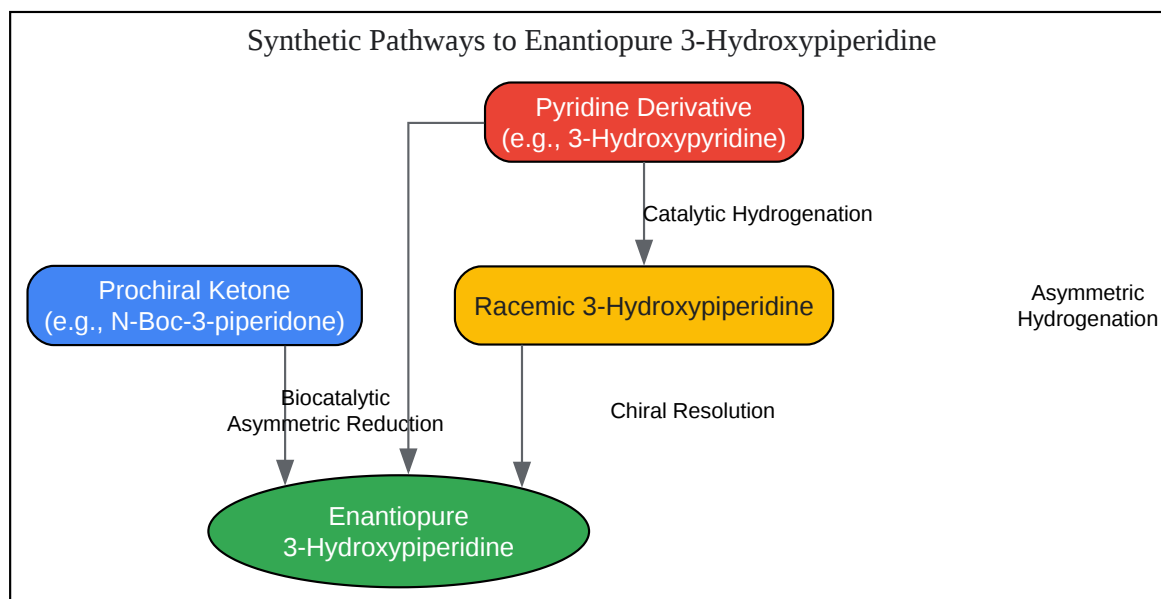 Synthetic Pathways to Enantiopure 3-Hydroxypiperidine
Pyridine Derivative
(e.g., 3-Hydroxypyridine)
Catalytic Hydrogenation
Prochiral Ketone
(e.g., N-Boc-3-piperidone)
Racemic 3-Hydroxypiperidine
Asymmetric
Hydrogenation
Biocatalytic
Asymmetric Reduction
Chiral Resolution
Enantiopure
3-Hydroxypiperidine